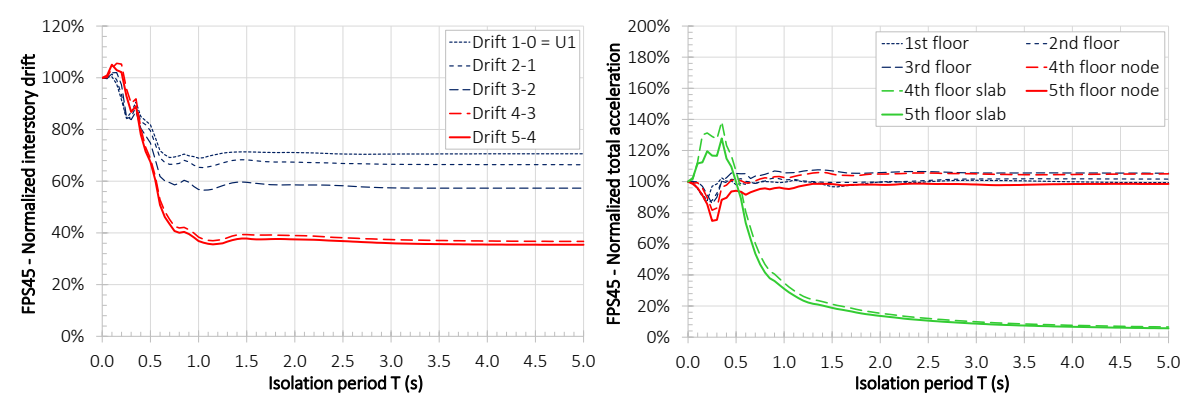 FPS45 - Normalized interstory drift
120%
100%
80%
60%
40%
20%
0%
Drift 1-0 = U1
Drift 2-1
Drift 3-2
Drift 4-3
Drift 5-4
0.0 0.5 1.0 1.5 2.0 2.5 3.0 3.5 4.0 4.5 5.0
Isolation period T (s)
FPS45 - Normalized total acceleration
200%
180%
160%
140%
120%
100%
80%
60%
40%
20%
0%
1st floor 2nd floor
3rd floor 4th floor node
4th floor slab 5th floor node
5th floor slab
0.0 0.5 1.0 1.5 2.0 2.5 3.0 3.5 4.0 4.5 5.0
Isolation period T (s)